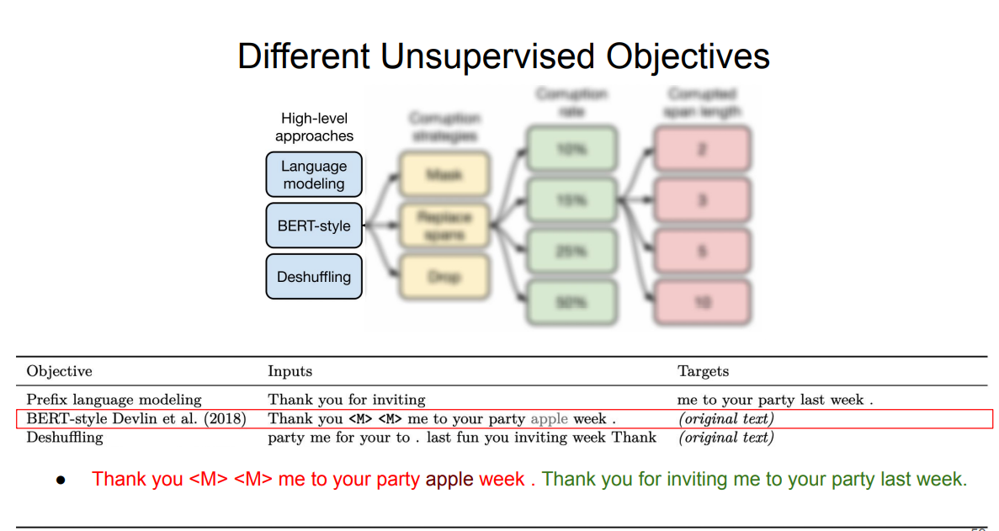 Different Unsupervised Objectives
High-level
approaches
Language
modeling
BERT-style
Deshuffling
Corruption
strategies
Mask
Replace
spans
Drop
Corruption
rate
10%
15%
25%
50%
Corrupted
span length
2
3
5
10
Objective Inputs Targets
Prefix language modeling Thank you for inviting me to your party last week .
BERT-style Devlin et al. (2018) Thank you <M> <M> me to your party apple week . (original text)
Deshuffling party me for your to . last fun you inviting week Thank (original text)
● Thank you <M> <M> me to your party apple week . Thank you for inviting me to your party last week.